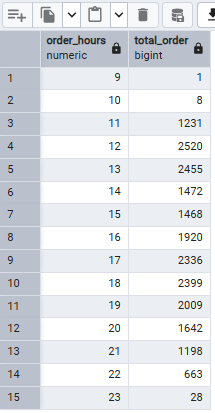 order_hours total_order
numeric bigint
1 9 1
2 10 8
3 11 1231
4 12 2520
5 13 2455
6 14 1472
7 15 1468
8 16 1920
9 17 2336
10 18 2399
11 19 2009
12 20 1642
13 21 1198
14 22 663
15 23 28